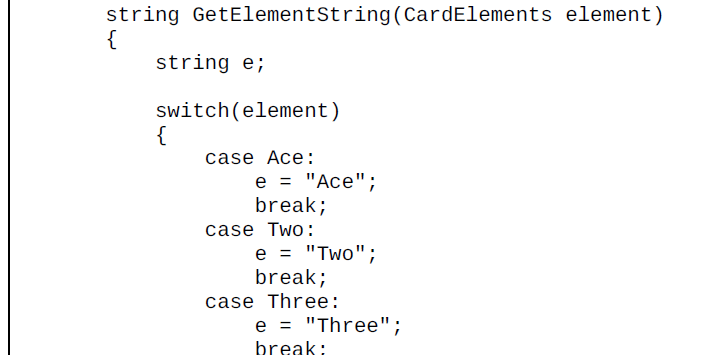 string GetElementString(CardElements element)
{
string e;
switch(element)
{
case Ace:
e = "Ace";
break;
case Two:
e = "Two";
break;
case Three:
e = "Three";
break;